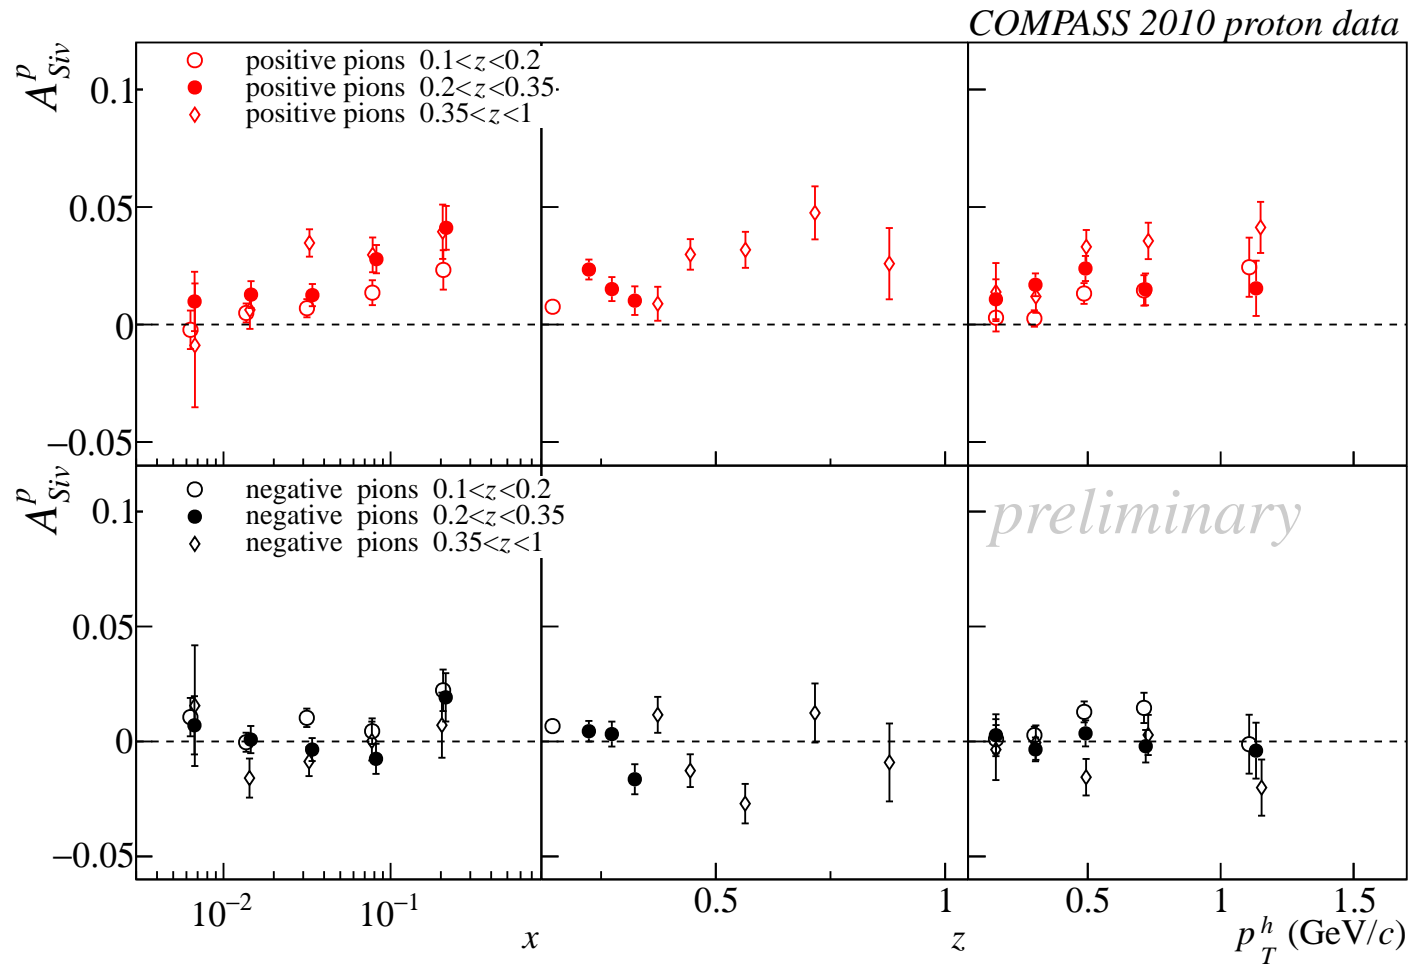 COMPASS 2010 proton data
A^p_Siv
positive pions 0.1<z<0.2
positive pions 0.2<z<0.35
positive pions 0.35<z<1
0.1
0.05
0
−0.05
A^p_Siv
negative pions 0.1<z<0.2
negative pions 0.2<z<0.35
negative pions 0.35<z<1
preliminary
0.1
0.05
0
−0.05
10^−2 10^−1 0.5 1 0.5 1 1.5
x z p_T^h (GeV/c)